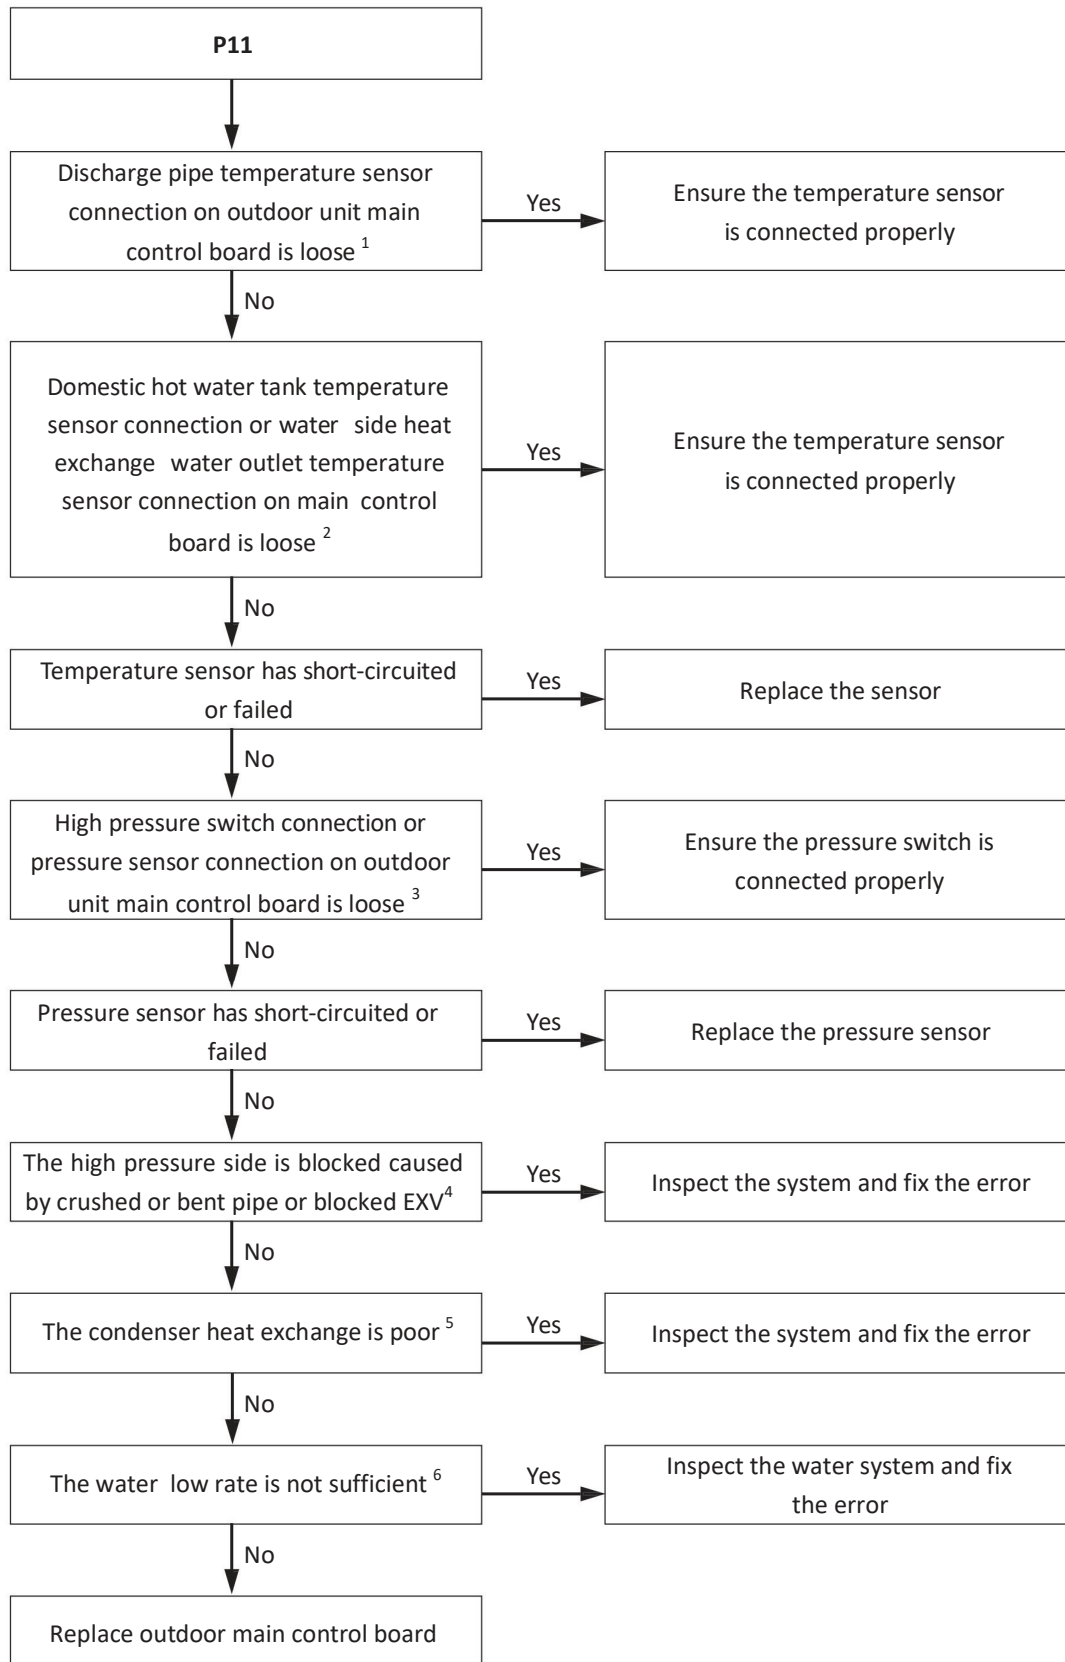 P11
Discharge pipe temperature sensor
connection on outdoor unit main
control board is loose 1
Yes
Ensure the temperature sensor
is connected properly
No
Domestic hot water tank temperature
sensor connection or water side heat
exchange water outlet temperature
sensor connection on main control
board is loose 2
Yes
Ensure the temperature sensor
is connected properly
No
Temperature sensor has short-circuited
or failed
Yes
Replace the sensor
No
High pressure switch connection or
pressure sensor connection on outdoor
unit main control board is loose 3
Yes
Ensure the pressure switch is
connected properly
No
Pressure sensor has short-circuited or
failed
Yes
Replace the pressure sensor
No
The high pressure side is blocked caused
by crushed or bent pipe or blocked EXV4
Yes
Inspect the system and fix the error
No
The condenser heat exchange is poor 5
Yes
Inspect the system and fix the error
No
The water low rate is not sufficient 6
Yes
Inspect the water system and fix
the error
No
Replace outdoor main control board